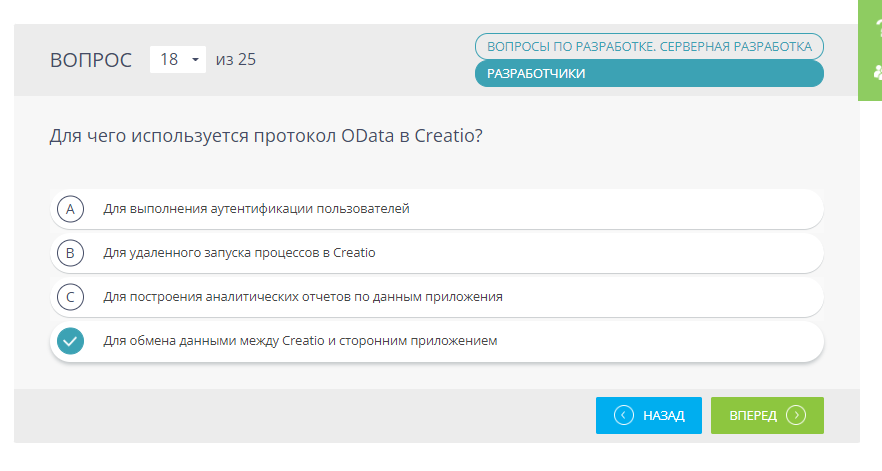 ВОПРОС 18 из 25
ВОПРОСЫ ПО РАЗРАБОТКЕ. СЕРВЕРНАЯ РАЗРАБОТКА
РАЗРАБОТЧИКИ
Для чего используется протокол OData в Creatio?
A Для выполнения аутентификации пользователей
B Для удаленного запуска процессов в Creatio
C Для построения аналитических отчетов по данным приложения
Для обмена данными между Creatio и сторонним приложением
НАЗАД
ВПЕРЕД